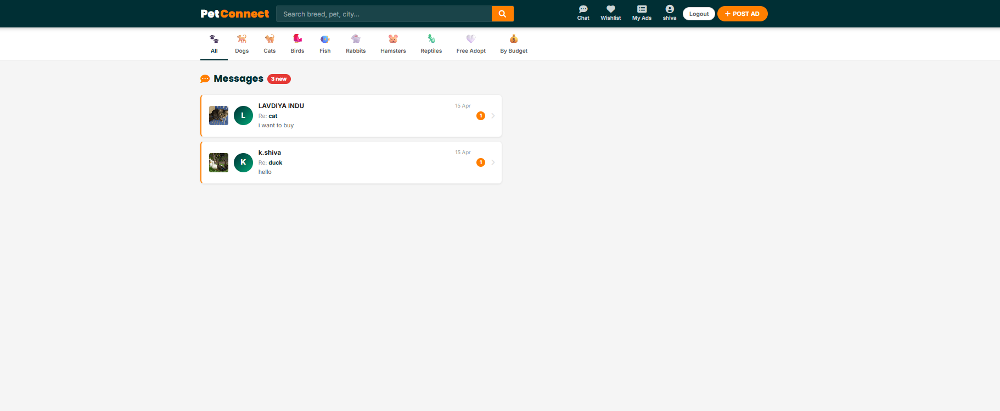 PetConnect
Search breed, pet, city...
Chat
Wishlist
My Ads
shiva
Logout
+ POST AD
All
Dogs
Cats
Birds
Fish
Rabbits
Hamsters
Reptiles
Free Adopt
By Budget
Messages 3 new
L
LAVDIYA INDU 15 Apr
Re: cat
1
i want to buy
K
k.shiva 15 Apr
Re: duck
1
hello